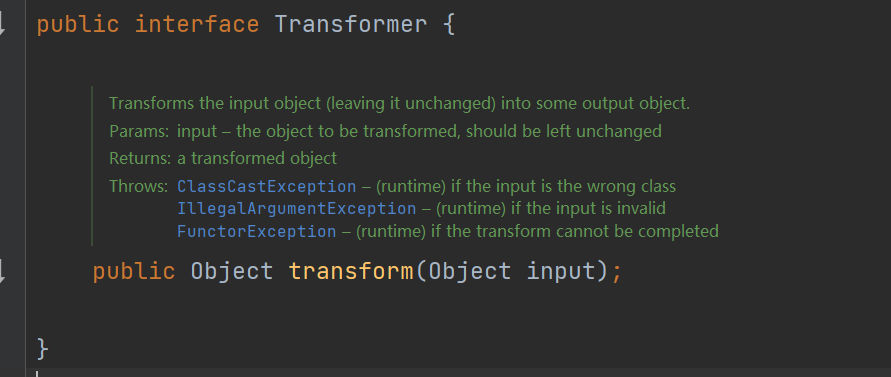 public interface Transformer {
Transforms the input object (leaving it unchanged) into some output object.
Params: input – the object to be transformed, should be left unchanged
Returns: a transformed object
Throws: ClassCastException – (runtime) if the input is the wrong class
IllegalArgumentException – (runtime) if the input is invalid
FunctorException – (runtime) if the transform cannot be completed
public Object transform(Object input);
}